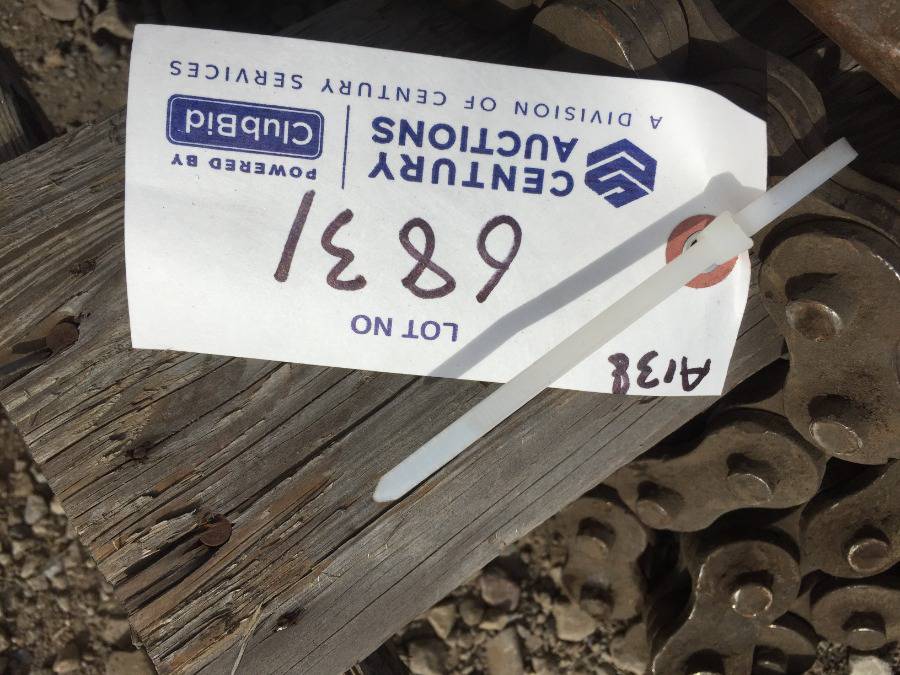 A138
LOT NO
6831
CENTURY
AUCTIONS
POWERED BY
ClubBid
A DIVISION OF CENTURY SERVICES